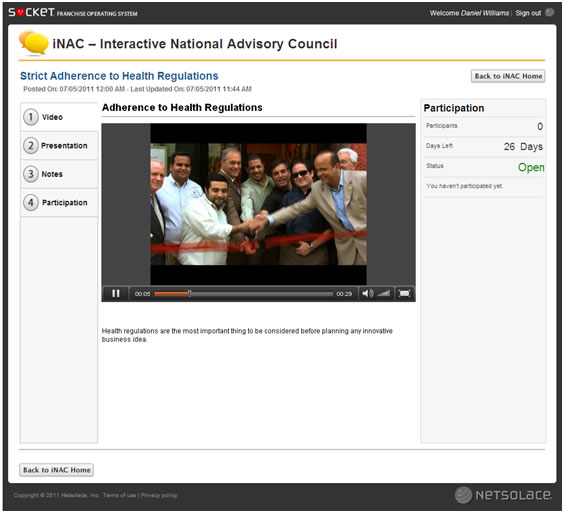 SOCKET FRANCHISE OPERATING SYSTEM
Welcome Daniel Williams | Sign out
iNAC – Interactive National Advisory Council
Strict Adherence to Health Regulations
Back to iNAC Home
Posted On: 07/05/2011 12:00 AM - Last Updated On: 07/05/2011 11:44 AM
1 Video
2 Presentation
3 Notes
4 Participation
Adherence to Health Regulations
00:05
00:29
Health regulations are the most important thing to be considered before planning any innovative
business idea.
Participation
Participants 0
Days Left 26 Days
Status Open
You haven't participated yet.
Back to iNAC Home
Copyright © 2011 Netsolace, Inc. Terms of use | Privacy policy
NETSOLACE